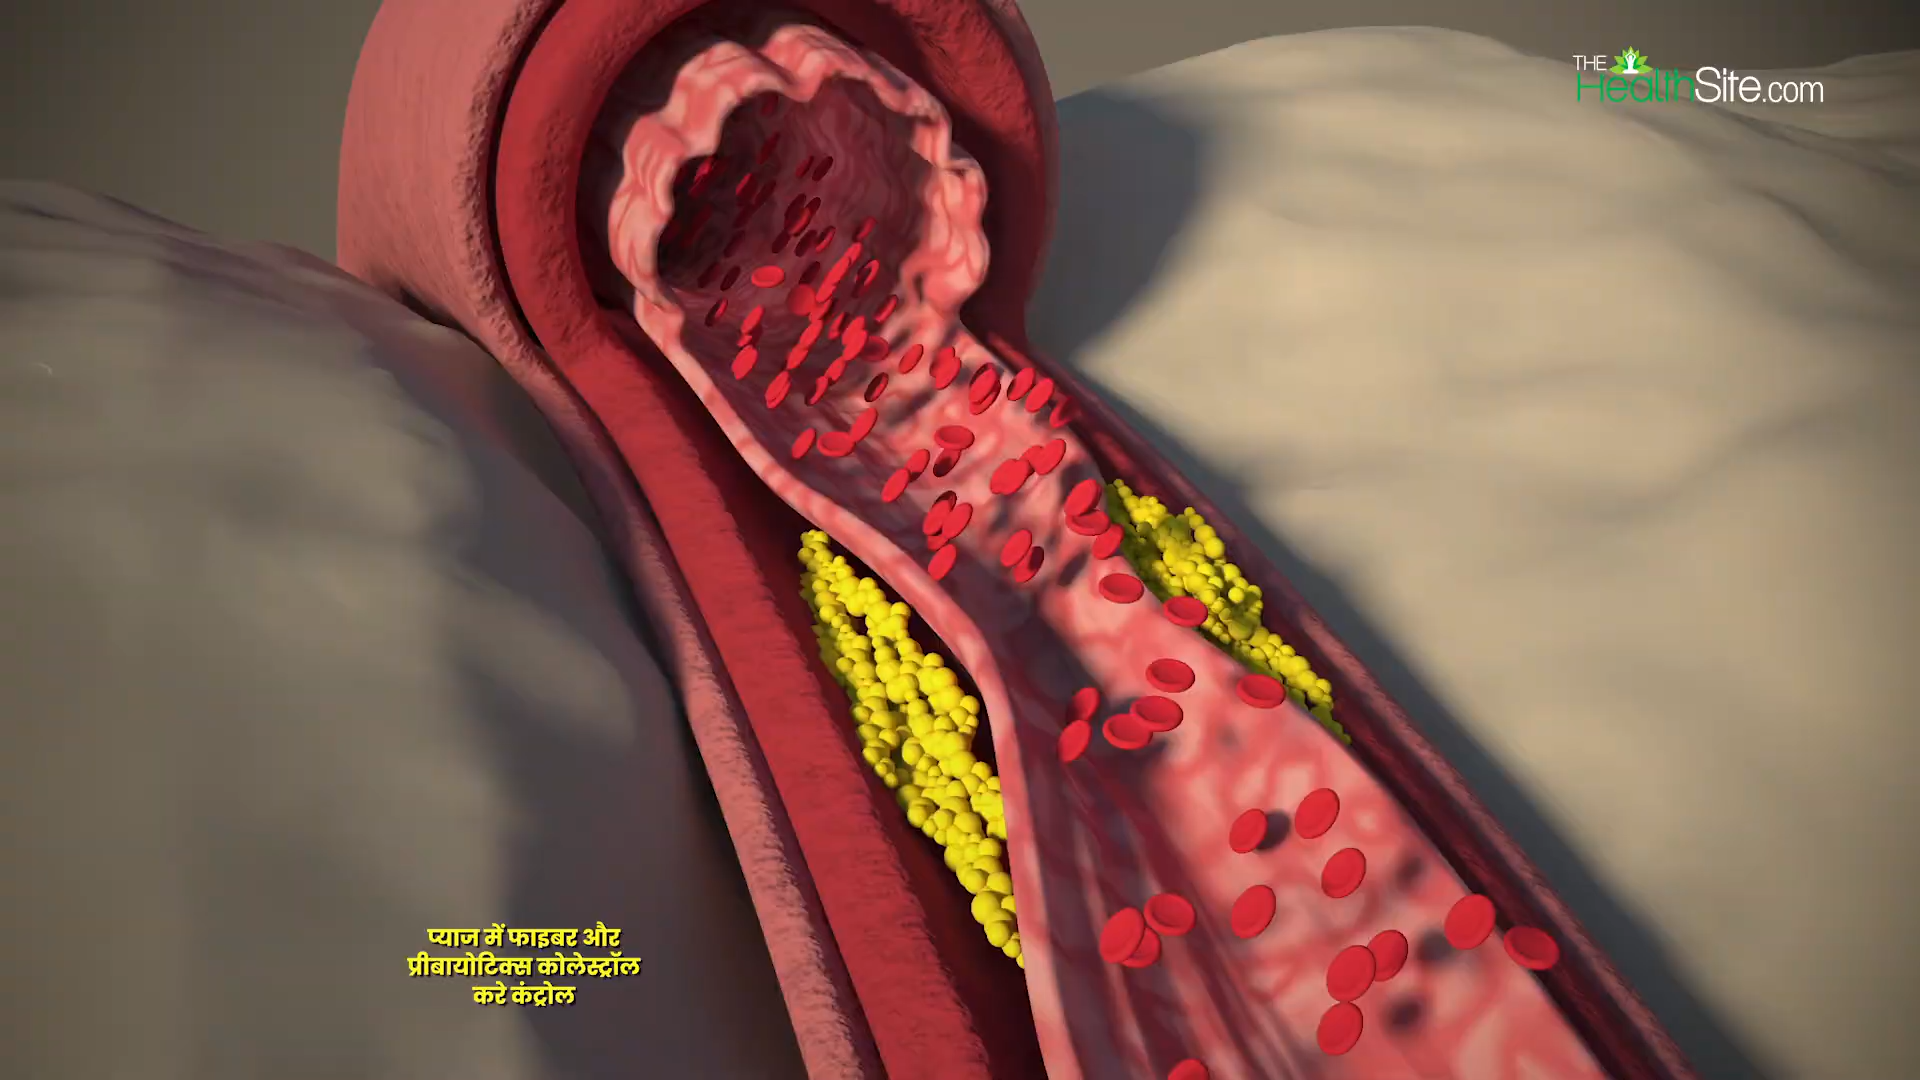 THE
HealthSite.com
प्याज में फाइबर और
प्रीबायोटिक्स कोलेस्ट्रॉल
करे कंट्रोल